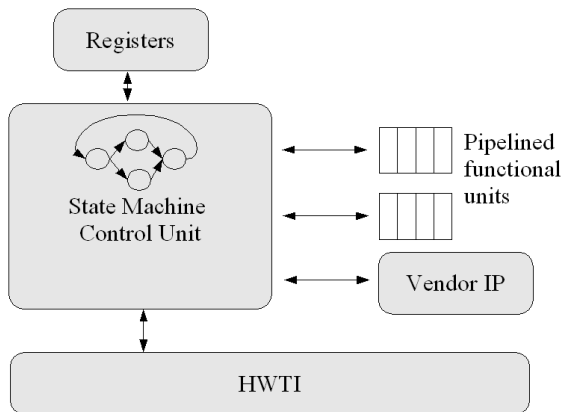 Registers
State Machine
Control Unit
Pipelined
functional
units
Vendor IP
HWTI